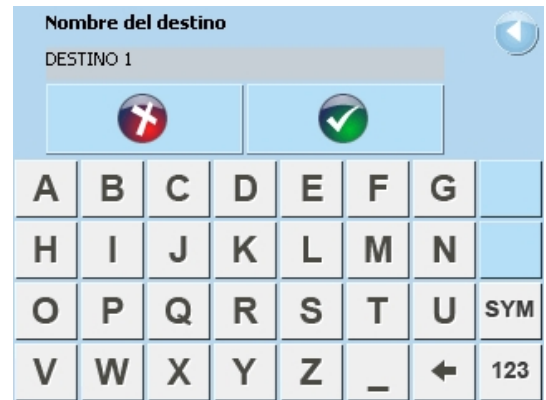 Nombre del destino
DESTINO 1
A B C D E F G
H I J K L M N
O P Q R S T U SYM
V W X Y Z _ 123